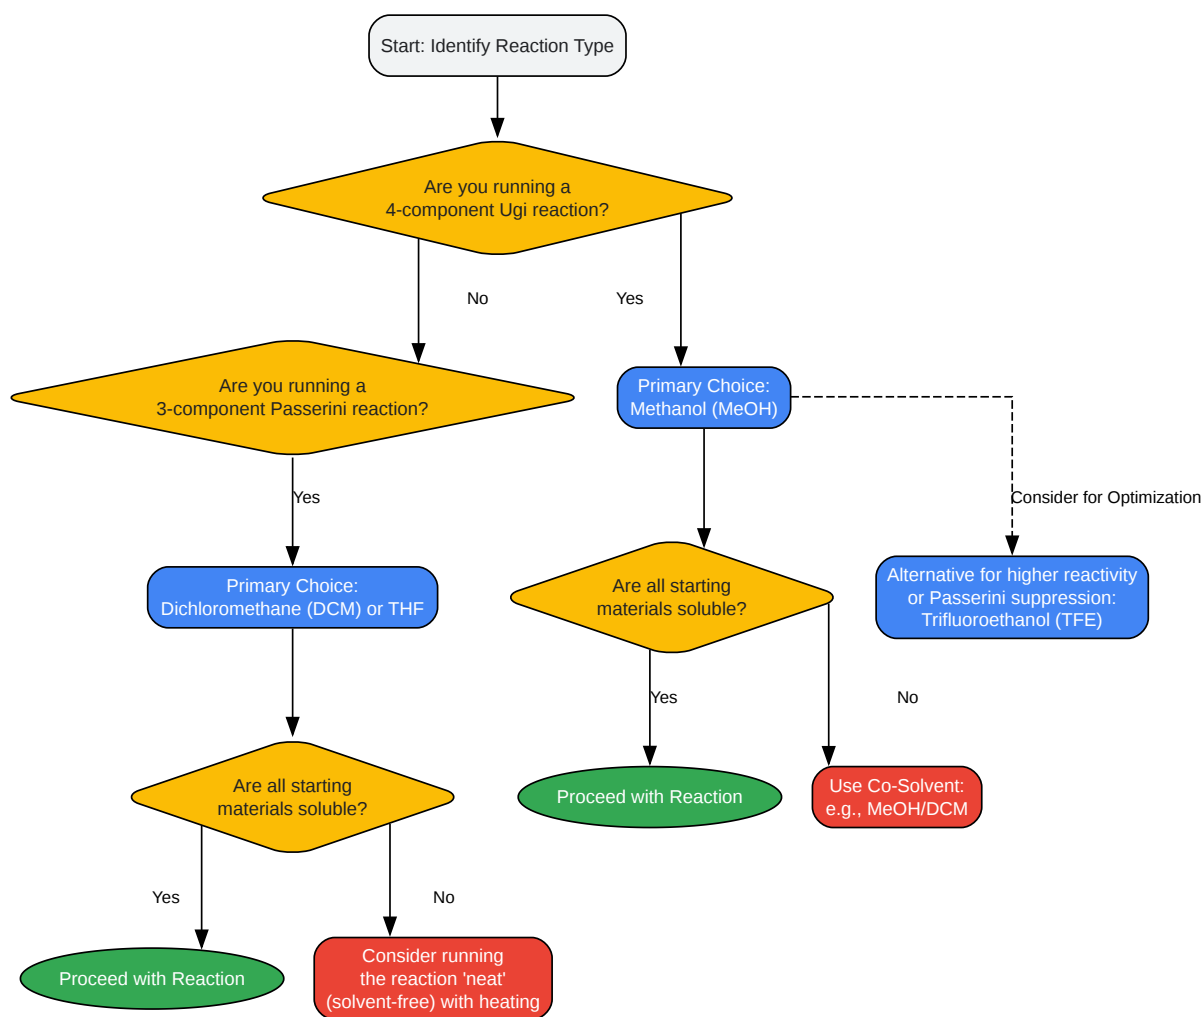 Start: Identify Reaction Type
Are you running a
4-component Ugi reaction?
No
Yes
Are you running a
3-component Passerini reaction?
Primary Choice:
Methanol (MeOH)
Yes
Consider for Optimization
Primary Choice:
Dichloromethane (DCM) or THF
Are all starting
materials soluble?
Alternative for higher reactivity
or Passerini suppression:
Trifluoroethanol (TFE)
Yes
No
Are all starting
materials soluble?
Proceed with Reaction
Use Co-Solvent:
e.g., MeOH/DCM
Yes
No
Proceed with Reaction
Consider running
the reaction 'neat'
(solvent-free) with heating